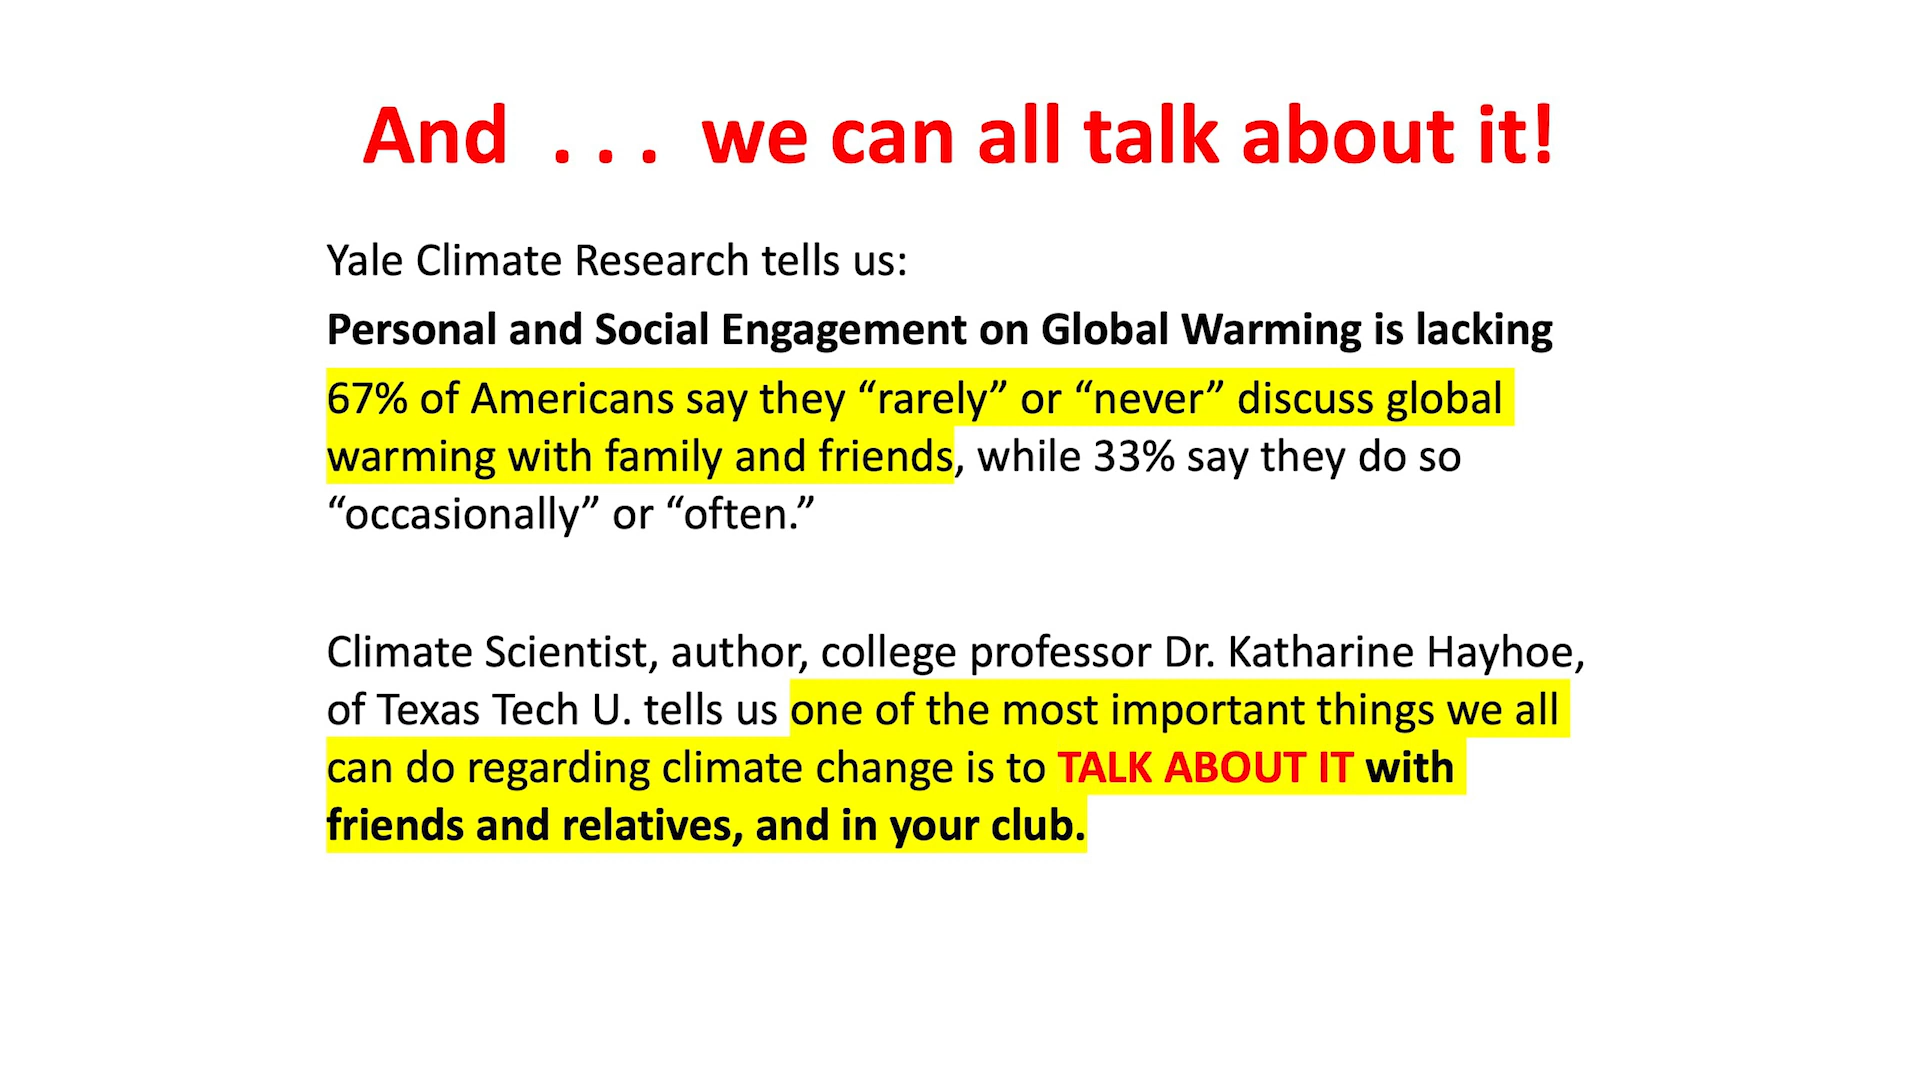 And . . . we can all talk about it!
Yale Climate Research tells us:
Personal and Social Engagement on Global Warming is lacking
67% of Americans say they “rarely” or “never” discuss global
warming with family and friends, while 33% say they do so
“occasionally” or “often.”
Climate Scientist, author, college professor Dr. Katharine Hayhoe,
of Texas Tech U. tells us one of the most important things we all
can do regarding climate change is to TALK ABOUT IT with
friends and relatives, and in your club.